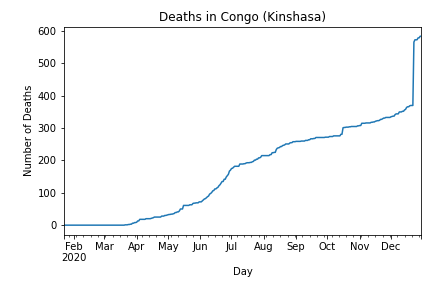 Deaths in Congo (Kinshasa)
600
500
400
300
200
100
0
Number of Deaths
Feb Mar Apr May Jun Jul Aug Sep Oct Nov Dec
2020
Day